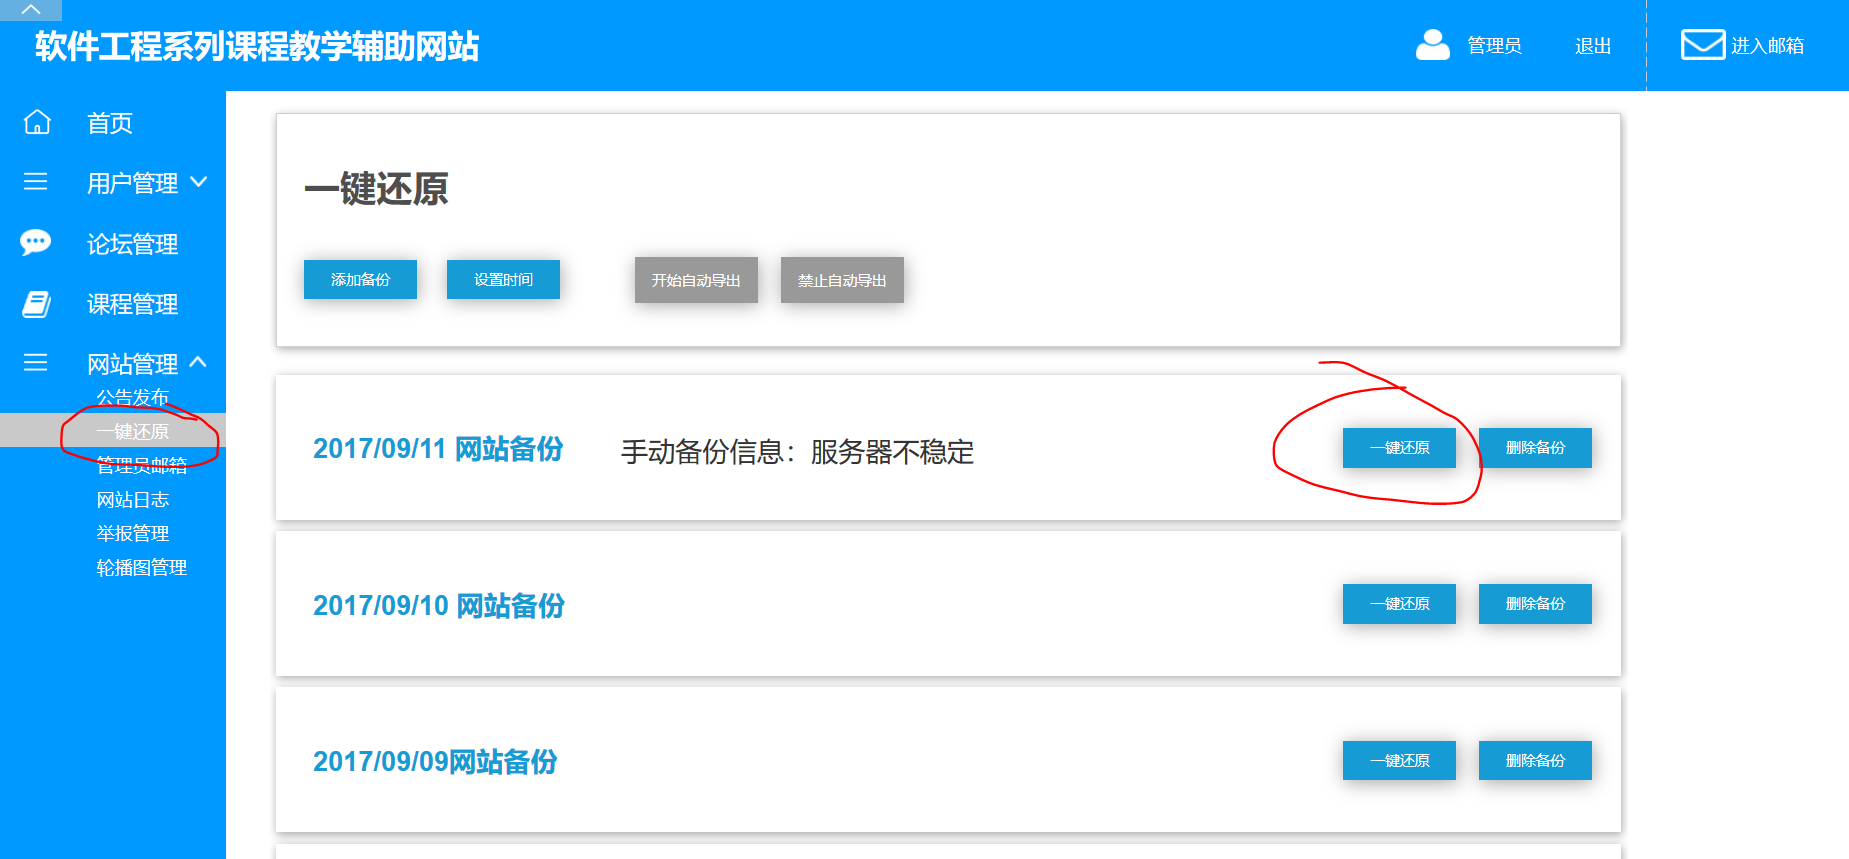 软件工程系列课程教学辅助网站
管理员 退出 进入邮箱
首页
用户管理
论坛管理
课程管理
网站管理
公告发布
一键还原
管理员邮箱
网站日志
举报管理
轮播图管理
一键还原
添加备份 设置时间 开始自动导出 禁止自动导出
2017/09/11 网站备份 手动备份信息：服务器不稳定 一键还原 删除备份
2017/09/10 网站备份 一键还原 删除备份
2017/09/09网站备份 一键还原 删除备份